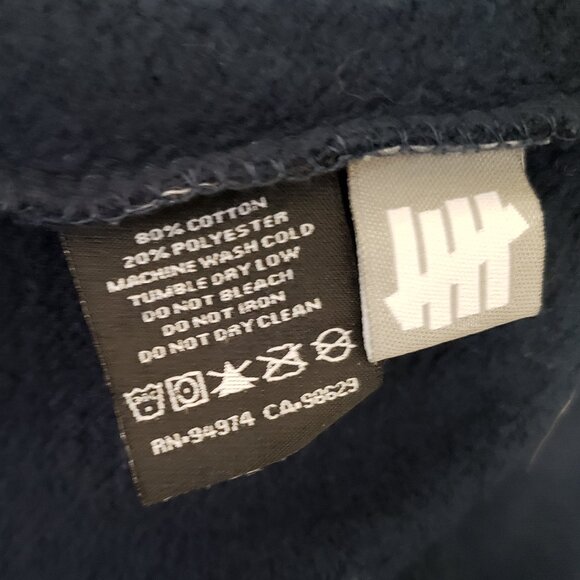 80% COTTON
20% POLYESTER
MACHINE WASH COLD
TUMBLE DRY LOW
DO NOT BLEACH
DO NOT IRON
DO NOT DRY CLEAN
RN•94974 CA•98629